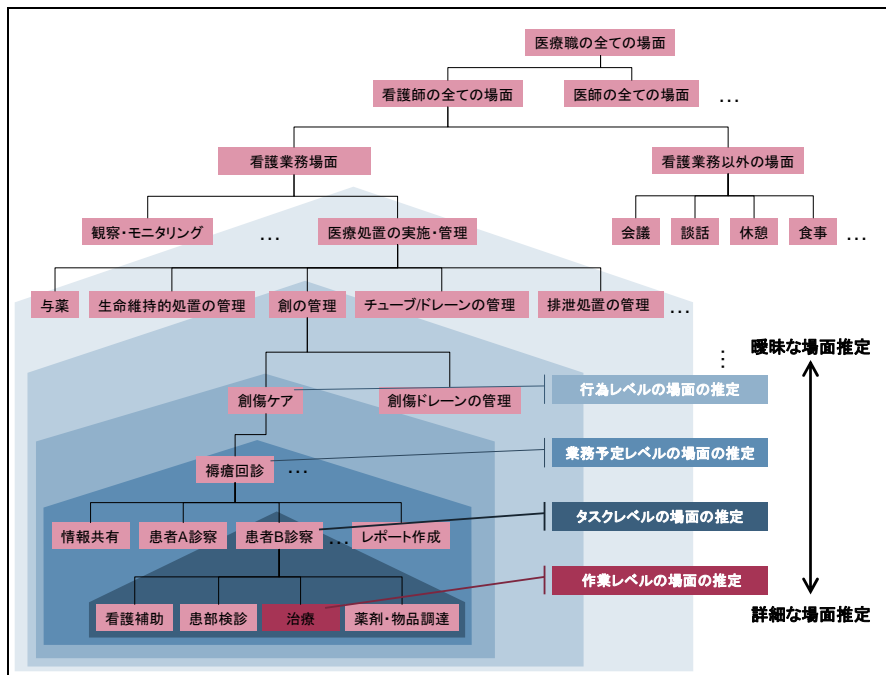 医療職の全ての場面
看護師の全ての場面
医師の全ての場面
...
看護業務場面
看護業務以外の場面
観察・モニタリング
...
医療処置の実施・管理
会議
談話
休憩
食事
...
与薬
生命維持的処置の管理
創の管理
チューブ/ドレーンの管理
排泄処置の管理
...
...
曖昧な場面推定
創傷ケア
創傷ドレーンの管理
行為レベルの場面の推定
褥瘡回診
...
業務予定レベルの場面の推定
情報共有
患者A診察
患者B診察
...
レポート作成
タスクレベルの場面の推定
看護補助
患部検診
治療
薬剤・物品調達
作業レベルの場面の推定
詳細な場面推定